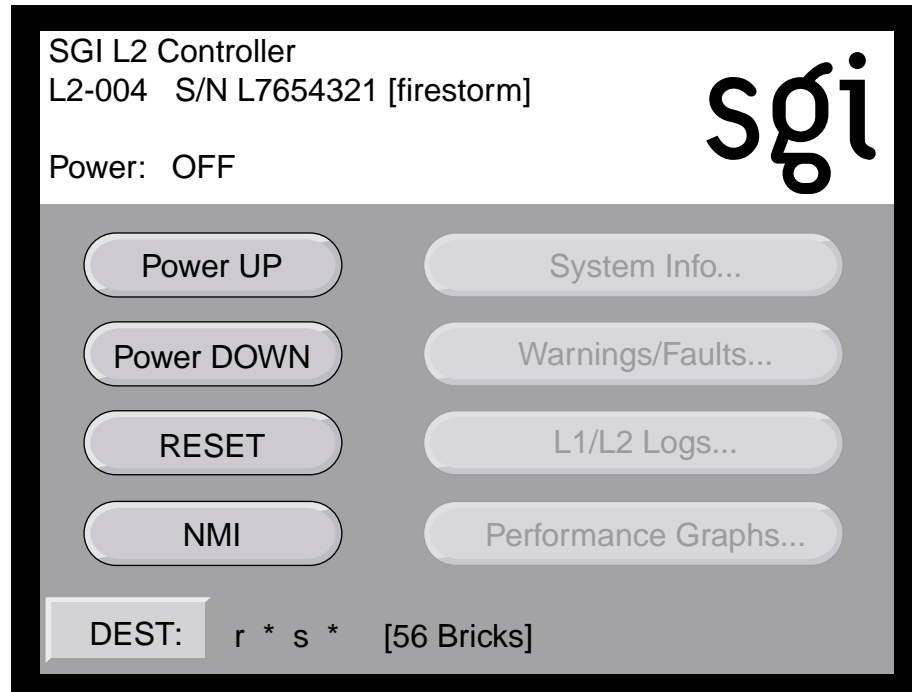 SGI L2 Controller
L2-004 S/N L7654321 [firestorm]
sgi
Power: OFF
Power UP
System Info...
Power DOWN
Warnings/Faults...
RESET
L1/L2 Logs...
NMI
Performance Graphs...
DEST: r * s * [56 Bricks]